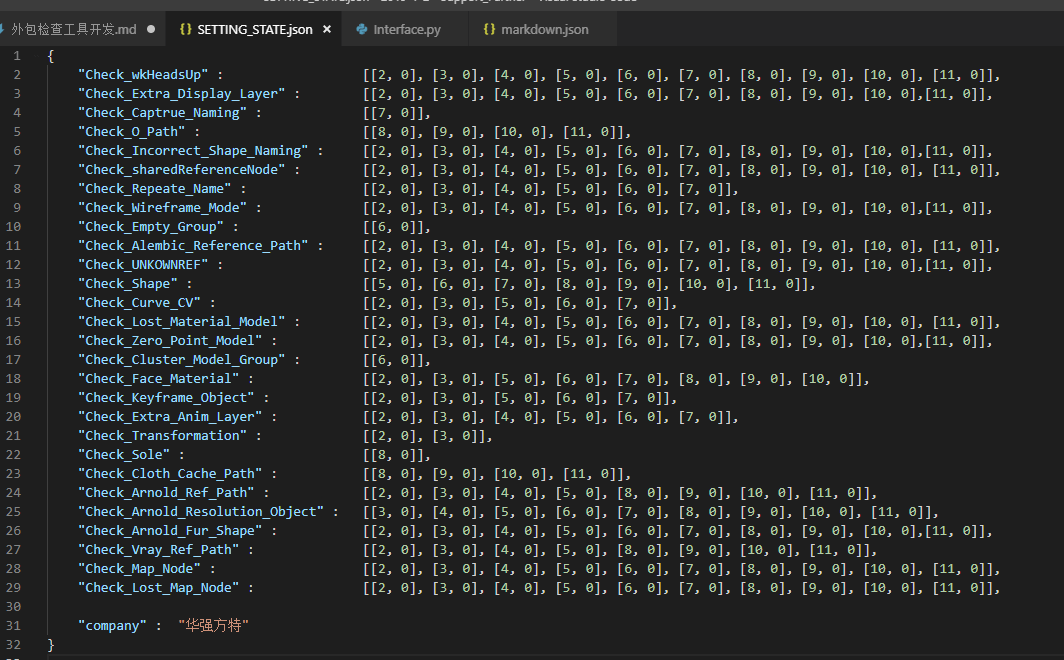 外包检查工具开发.md
SETTING_STATE.json
Interface.py
markdown.json
1 {
2 "Check_wkHeadsUp" : [[2, 0], [3, 0], [4, 0], [5, 0], [6, 0], [7, 0], [8, 0], [9, 0], [10, 0], [11, 0]],
3 "Check_Extra_Display_Layer" : [[2, 0], [3, 0], [4, 0], [5, 0], [6, 0], [7, 0], [8, 0], [9, 0], [10, 0],[11, 0]],
4 "Check_Captrue_Naming" : [[7, 0]],
5 "Check_O_Path" : [[8, 0], [9, 0], [10, 0], [11, 0]],
6 "Check_Incorrect_Shape_Naming" : [[2, 0], [3, 0], [4, 0], [5, 0], [6, 0], [7, 0], [8, 0], [9, 0], [10, 0],[11, 0]],
7 "Check_sharedReferenceNode" : [[2, 0], [3, 0], [4, 0], [5, 0], [6, 0], [7, 0], [8, 0], [9, 0], [10, 0], [11, 0]],
8 "Check_Repeate_Name" : [[2, 0], [3, 0], [4, 0], [5, 0], [6, 0], [7, 0]],
9 "Check_Wireframe_Mode" : [[2, 0], [3, 0], [4, 0], [5, 0], [6, 0], [7, 0], [8, 0], [9, 0], [10, 0],[11, 0]],
10 "Check_Empty_Group" : [[6, 0]],
11 "Check_Alembic_Reference_Path" : [[2, 0], [3, 0], [4, 0], [5, 0], [6, 0], [7, 0], [8, 0], [9, 0], [10, 0], [11, 0]],
12 "Check_UNKOWNREF" : [[2, 0], [3, 0], [4, 0], [5, 0], [6, 0], [7, 0], [8, 0], [9, 0], [10, 0],[11, 0]],
13 "Check_Shape" : [[5, 0], [6, 0], [7, 0], [8, 0], [9, 0], [10, 0], [11, 0]],
14 "Check_Curve_CV" : [[2, 0], [3, 0], [5, 0], [6, 0], [7, 0]],
15 "Check_Lost_Material_Model" : [[2, 0], [3, 0], [4, 0], [5, 0], [6, 0], [7, 0], [8, 0], [9, 0], [10, 0], [11, 0]],
16 "Check_Zero_Point_Model" : [[2, 0], [3, 0], [4, 0], [5, 0], [6, 0], [7, 0], [8, 0], [9, 0], [10, 0],[11, 0]],
17 "Check_Cluster_Model_Group" : [[6, 0]],
18 "Check_Face_Material" : [[2, 0], [3, 0], [5, 0], [6, 0], [7, 0], [8, 0], [9, 0], [10, 0]],
19 "Check_Keyframe_Object" : [[2, 0], [3, 0], [5, 0], [6, 0], [7, 0]],
20 "Check_Extra_Anim_Layer" : [[2, 0], [3, 0], [4, 0], [5, 0], [6, 0], [7, 0]],
21 "Check_Transformation" : [[2, 0], [3, 0]],
22 "Check_Sole" : [[8, 0]],
23 "Check_Cloth_Cache_Path" : [[8, 0], [9, 0], [10, 0], [11, 0]],
24 "Check_Arnold_Ref_Path" : [[2, 0], [3, 0], [4, 0], [5, 0], [8, 0], [9, 0], [10, 0], [11, 0]],
25 "Check_Arnold_Resolution_Object" : [[3, 0], [4, 0], [5, 0], [6, 0], [7, 0], [8, 0], [9, 0], [10, 0], [11, 0]],
26 "Check_Arnold_Fur_Shape" : [[2, 0], [3, 0], [4, 0], [5, 0], [6, 0], [7, 0], [8, 0], [9, 0], [10, 0],[11, 0]],
27 "Check_Vray_Ref_Path" : [[2, 0], [3, 0], [4, 0], [5, 0], [8, 0], [9, 0], [10, 0], [11, 0]],
28 "Check_Map_Node" : [[2, 0], [3, 0], [4, 0], [5, 0], [6, 0], [7, 0], [8, 0], [9, 0], [10, 0], [11, 0]],
29 "Check_Lost_Map_Node" : [[2, 0], [3, 0], [4, 0], [5, 0], [6, 0], [7, 0], [8, 0], [9, 0], [10, 0], [11, 0]],
30
31 "company" : "华强方特"
32 }